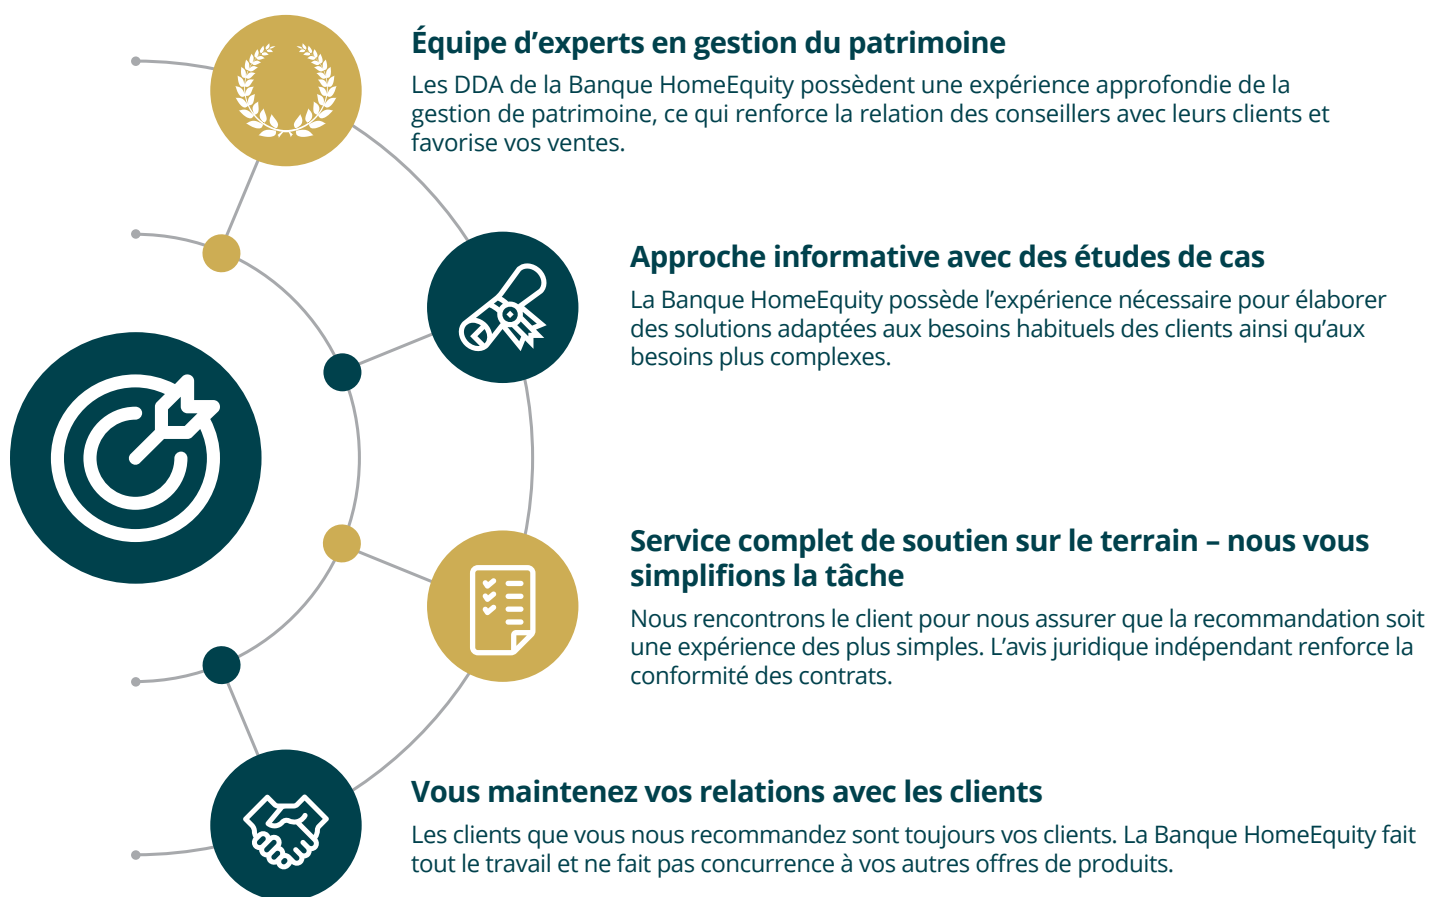 Équipe d’experts en gestion du patrimoine
Les DDA de la Banque HomeEquity possèdent une expérience approfondie de la
gestion de patrimoine, ce qui renforce la relation des conseillers avec leurs clients et
favorise vos ventes.
Approche informative avec des études de cas
La Banque HomeEquity possède l’expérience nécessaire pour élaborer
des solutions adaptées aux besoins habituels des clients ainsi qu’aux
besoins plus complexes.
Service complet de soutien sur le terrain – nous vous
simplifions la tâche
Nous rencontrons le client pour nous assurer que la recommandation soit
une expérience des plus simples. L’avis juridique indépendant renforce la
conformité des contrats.
Vous maintenez vos relations avec les clients
Les clients que vous nous recommandez sont toujours vos clients. La Banque HomeEquity fait
tout le travail et ne fait pas concurrence à vos autres offres de produits.